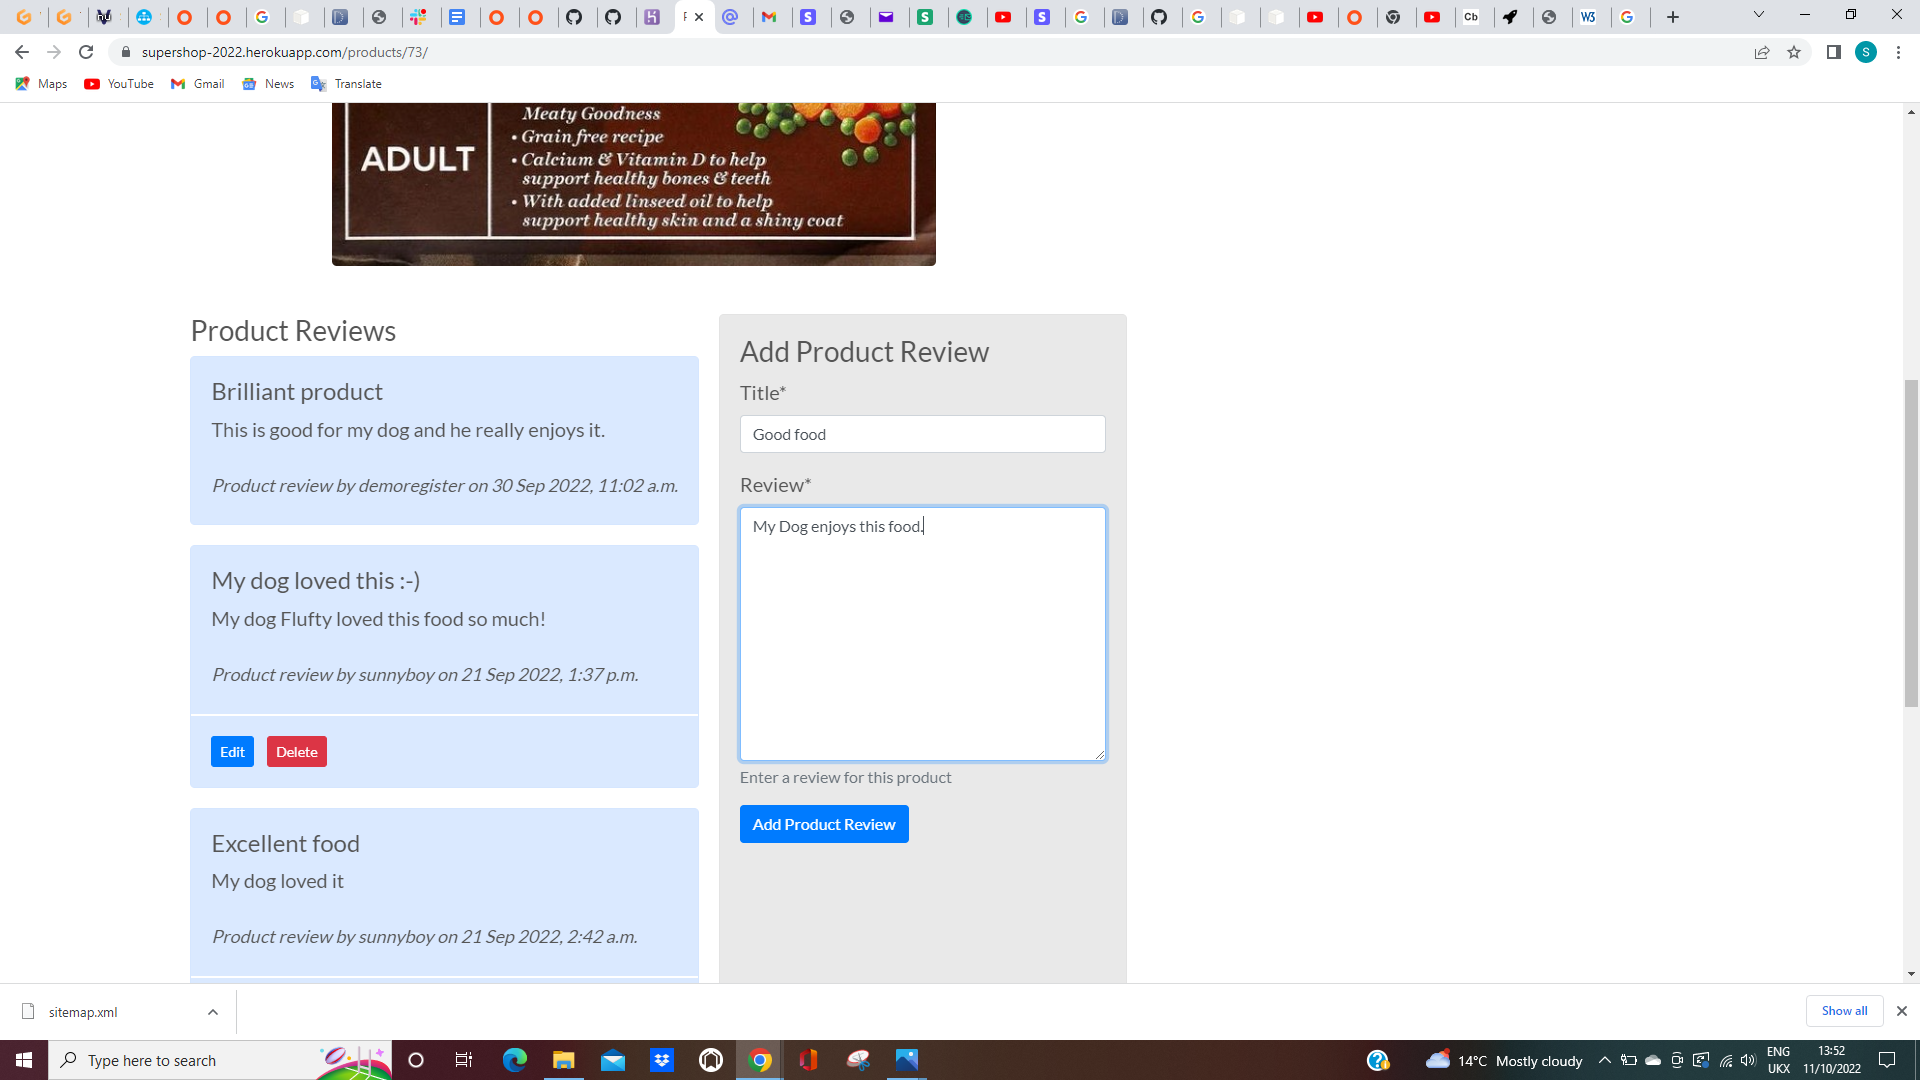 supershop-2022.herokuapp.com/products/73/
S
Maps
YouTube
Gmail
News
Translate
Meaty Goodness
• Grain free recipe
ADULT
• Calcium & Vitamin D to help
support healthy bones & teeth
• With added linseed oil to help
support healthy skin and a shiny coat
Product Reviews
Brilliant product
This is good for my dog and he really enjoys it.
Product review by demoregister on 30 Sep 2022, 11:02 a.m.
My dog loved this :-)
My dog Flufty loved this food so much!
Product review by sunnyboy on 21 Sep 2022, 1:37 p.m.
Edit
Delete
Excellent food
My dog loved it
Product review by sunnyboy on 21 Sep 2022, 2:42 a.m.
Add Product Review
Title*
Good food
Review*
My Dog enjoys this food.
Enter a review for this product
Add Product Review
sitemap.xml
Show all
Type here to search
14°C Mostly cloudy
ENG
UKX
13:52
11/10/2022